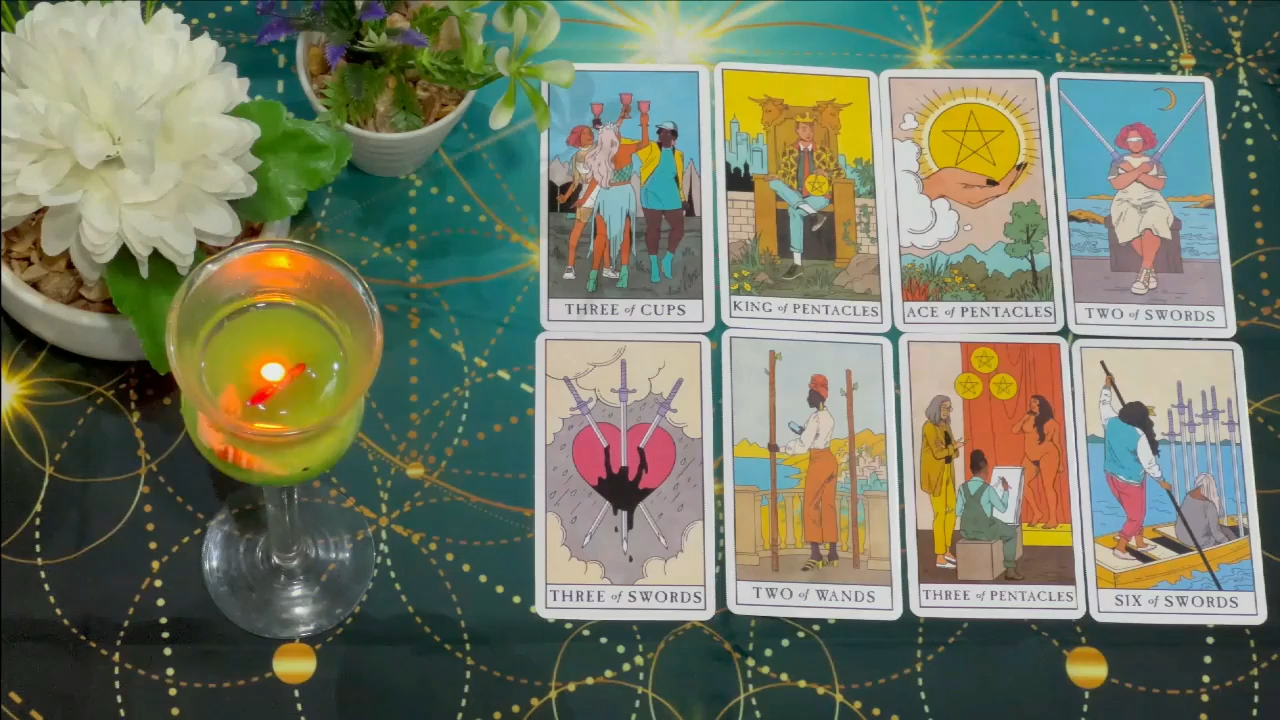 THREE of CUPS
KING of PENTACLES
ACE of PENTACLES
TWO of SWORDS
THREE of SWORDS
TWO of WANDS
THREE of PENTACLES
SIX of SWORDS